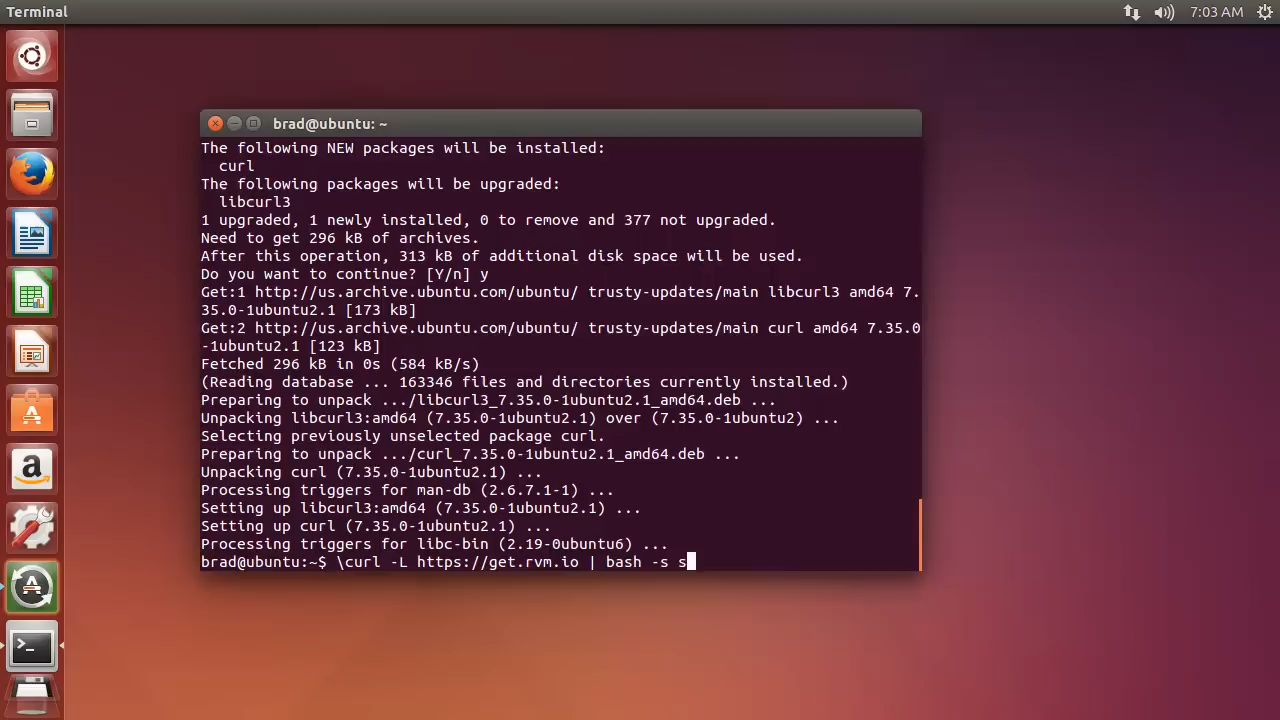 Terminal
7:03 AM
brad@ubuntu: ~
The following NEW packages will be installed:
  curl
The following packages will be upgraded:
  libcurl3
1 upgraded, 1 newly installed, 0 to remove and 377 not upgraded.
Need to get 296 kB of archives.
After this operation, 313 kB of additional disk space will be used.
Do you want to continue? [Y/n] y
Get:1 http://us.archive.ubuntu.com/ubuntu/ trusty-updates/main libcurl3 amd64 7.
35.0-1ubuntu2.1 [173 kB]
Get:2 http://us.archive.ubuntu.com/ubuntu/ trusty-updates/main curl amd64 7.35.0
-1ubuntu2.1 [123 kB]
Fetched 296 kB in 0s (584 kB/s)
(Reading database ... 163346 files and directories currently installed.)
Preparing to unpack .../libcurl3_7.35.0-1ubuntu2.1_amd64.deb ...
Unpacking libcurl3:amd64 (7.35.0-1ubuntu2.1) over (7.35.0-1ubuntu2) ...
Selecting previously unselected package curl.
Preparing to unpack .../curl_7.35.0-1ubuntu2.1_amd64.deb ...
Unpacking curl (7.35.0-1ubuntu2.1) ...
Processing triggers for man-db (2.6.7.1-1) ...
Setting up libcurl3:amd64 (7.35.0-1ubuntu2.1) ...
Setting up curl (7.35.0-1ubuntu2.1) ...
Processing triggers for libc-bin (2.19-0ubuntu6) ...
brad@ubuntu:~$ \curl -L https://get.rvm.io | bash -s s